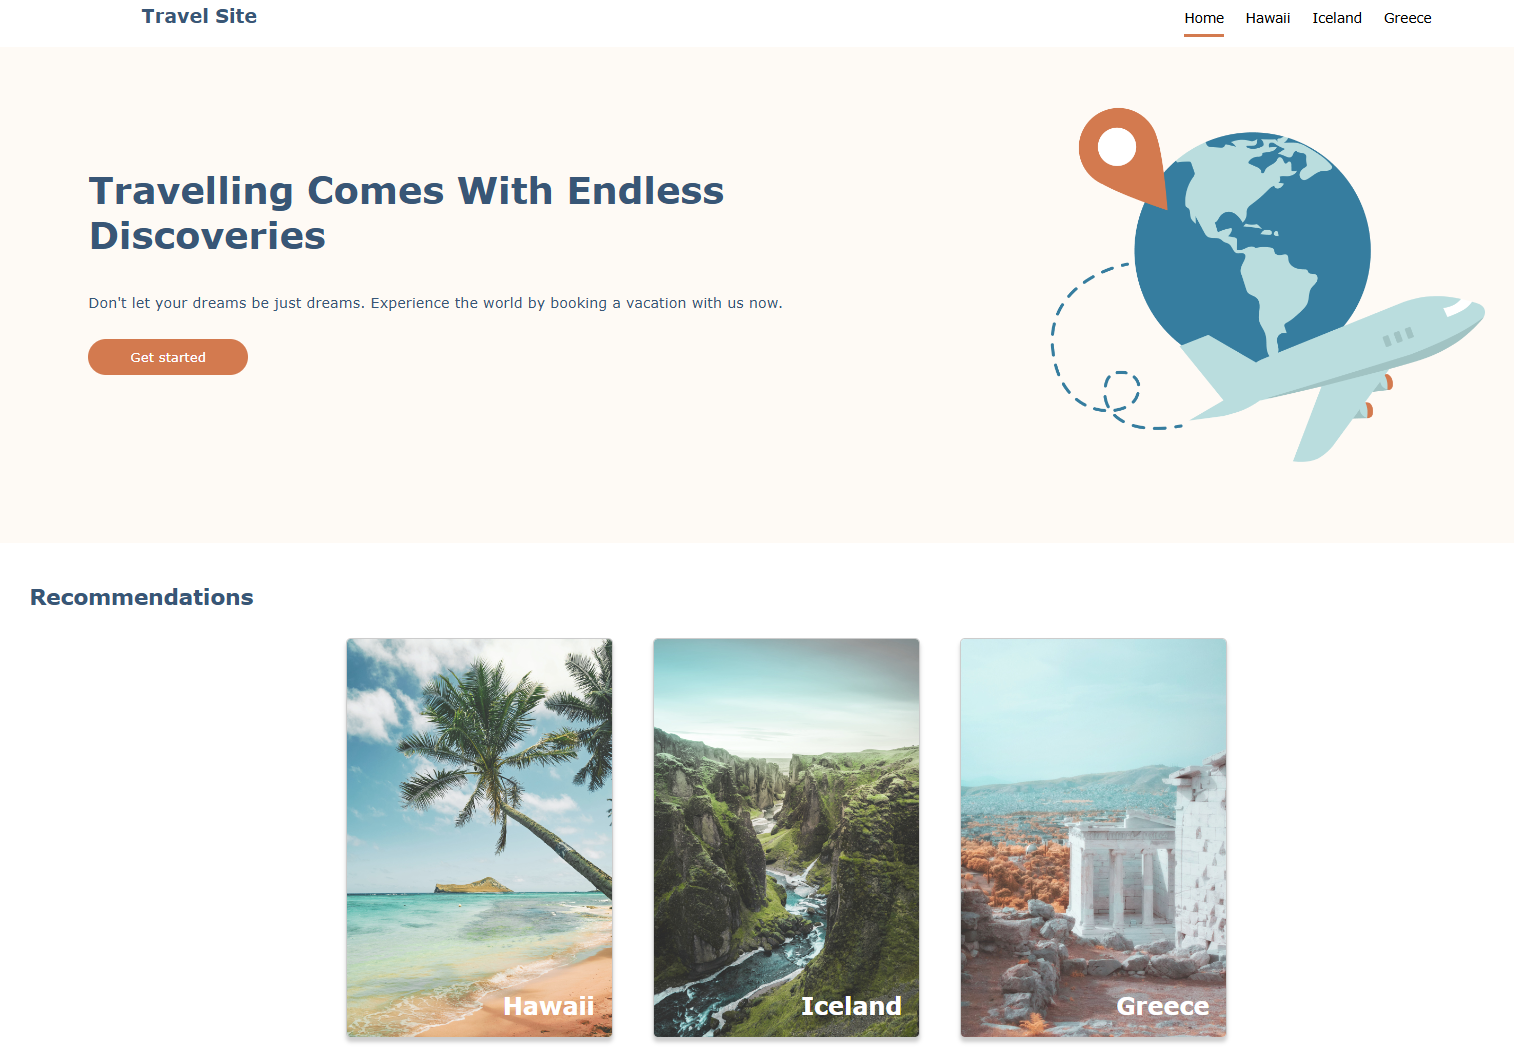 Travel Site
Home Hawaii Iceland Greece
Travelling Comes With Endless
Discoveries
Don't let your dreams be just dreams. Experience the world by booking a vacation with us now.
Get started
Recommendations
Hawaii
Iceland
Greece